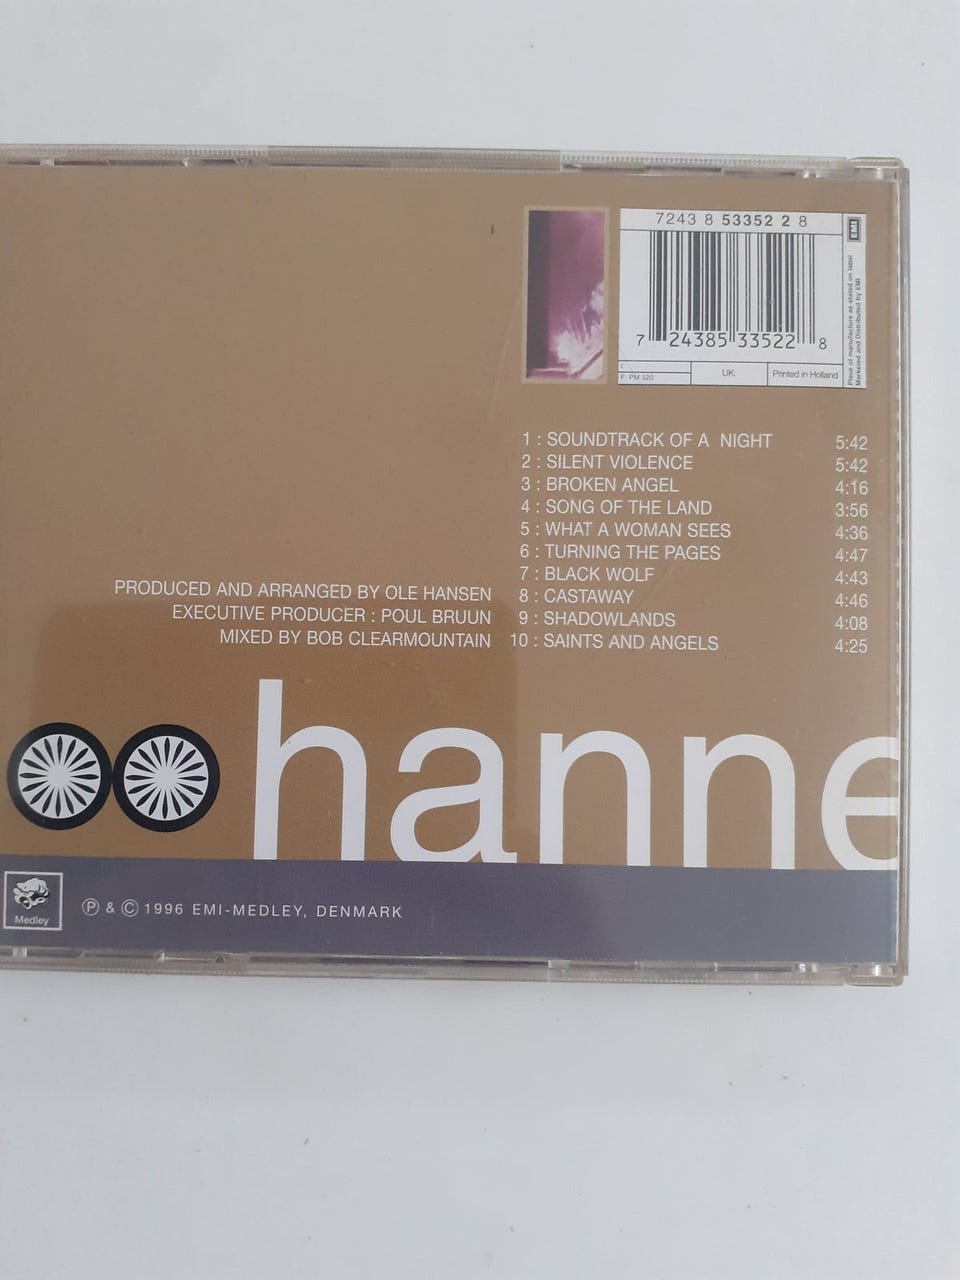 7243 8 53352 2 8
EMI
Place of manufacture as stated on label
Marketed and Distributed by EMI
7 24385 33522 8
F: PM 520
UK:
Printed in Holland
1 : SOUNDTRACK OF A NIGHT 5:42
2 : SILENT VIOLENCE 5:42
3 : BROKEN ANGEL 4:16
4 : SONG OF THE LAND 3:56
5 : WHAT A WOMAN SEES 4:36
6 : TURNING THE PAGES 4:47
7 : BLACK WOLF 4:43
8 : CASTAWAY 4:46
9 : SHADOWLANDS 4:08
10 : SAINTS AND ANGELS 4:25
PRODUCED AND ARRANGED BY OLE HANSEN
EXECUTIVE PRODUCER : POUL BRUUN
MIXED BY BOB CLEARMOUNTAIN
hanne
Medley
Ⓟ & © 1996 EMI-MEDLEY, DENMARK